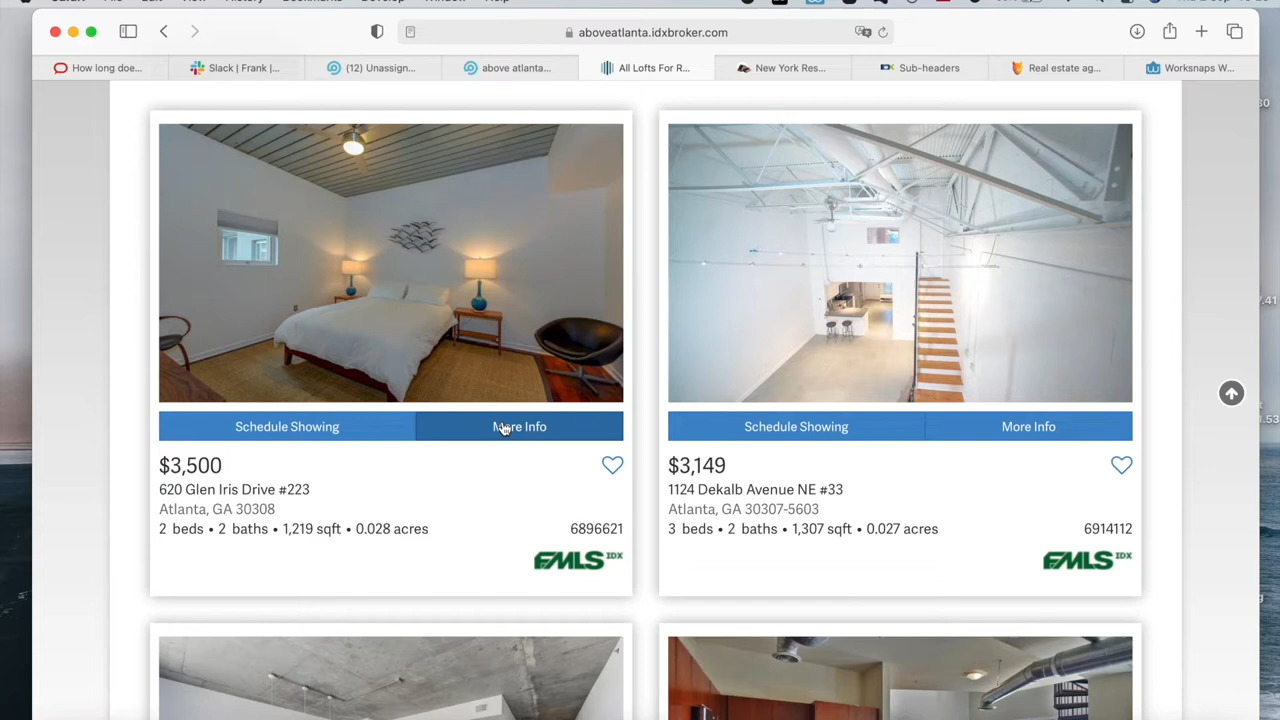 aboveatlanta.idxbroker.com
How long doe...
Slack | Frank |...
(12) Unassign...
above atlanta...
All Lofts For R...
New York Res...
Sub-headers
Real estate ag...
Worksnaps W...
Schedule Showing
More Info
$3,500
620 Glen Iris Drive #223
Atlanta, GA 30308
2 beds • 2 baths • 1,219 sqft • 0.028 acres
6896621
FMLS IDX
Schedule Showing
More Info
$3,149
1124 Dekalb Avenue NE #33
Atlanta, GA 30307-5603
3 beds • 2 baths • 1,307 sqft • 0.027 acres
6914112
FMLS IDX